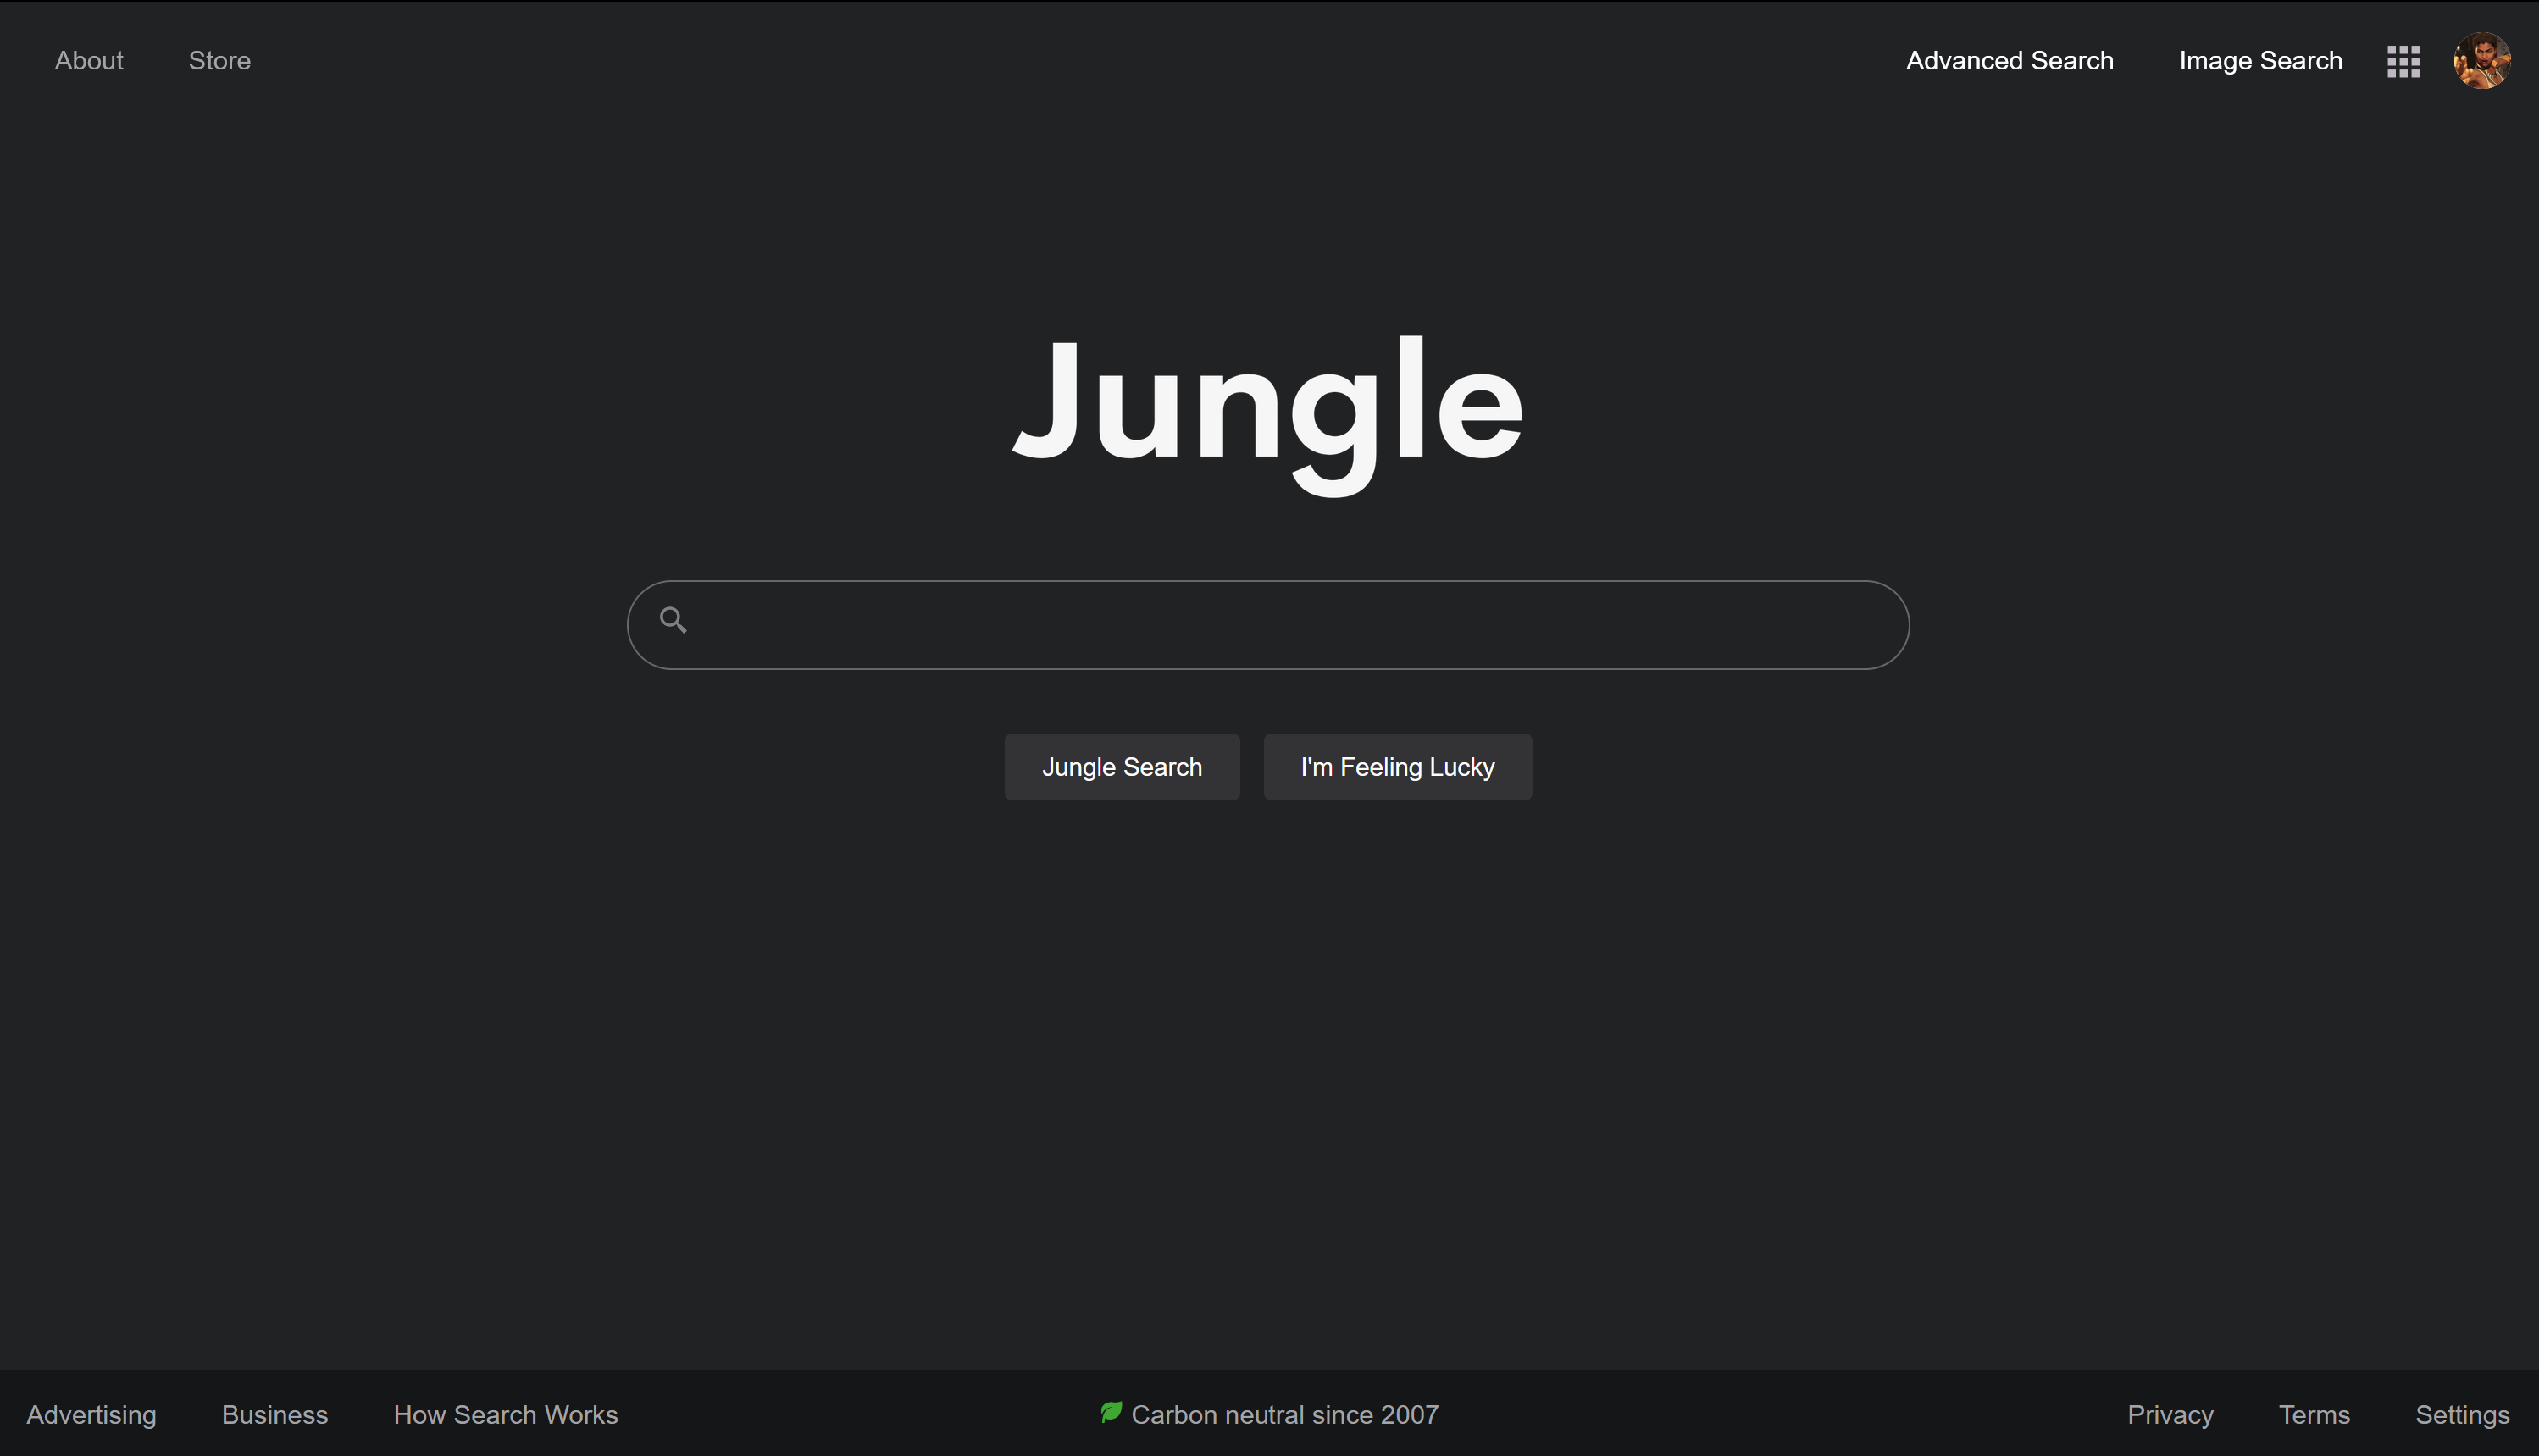 About Store Advanced Search Image Search
Jungle
Jungle Search I'm Feeling Lucky
Advertising Business How Search Works Carbon neutral since 2007 Privacy Terms Settings